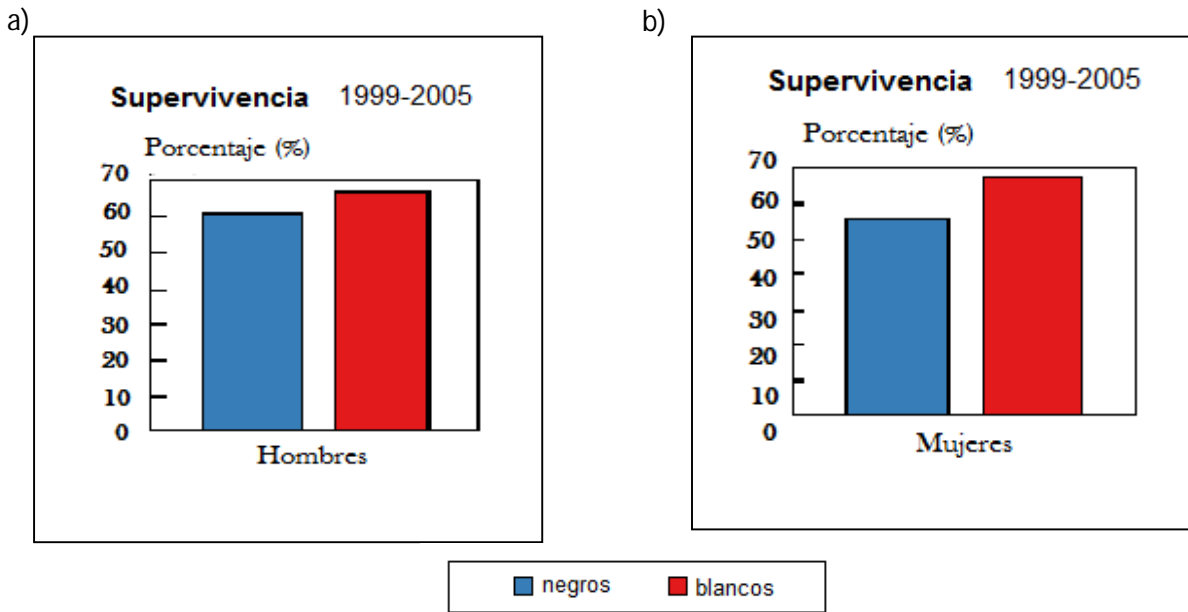 a)
Supervivencia 1999-2005
Porcentaje (%)
70
60
50
40
30
20
10
0
Hombres
b)
Supervivencia 1999-2005
Porcentaje (%)
70
60
50
40
30
20
10
0
Mujeres
negros blancos